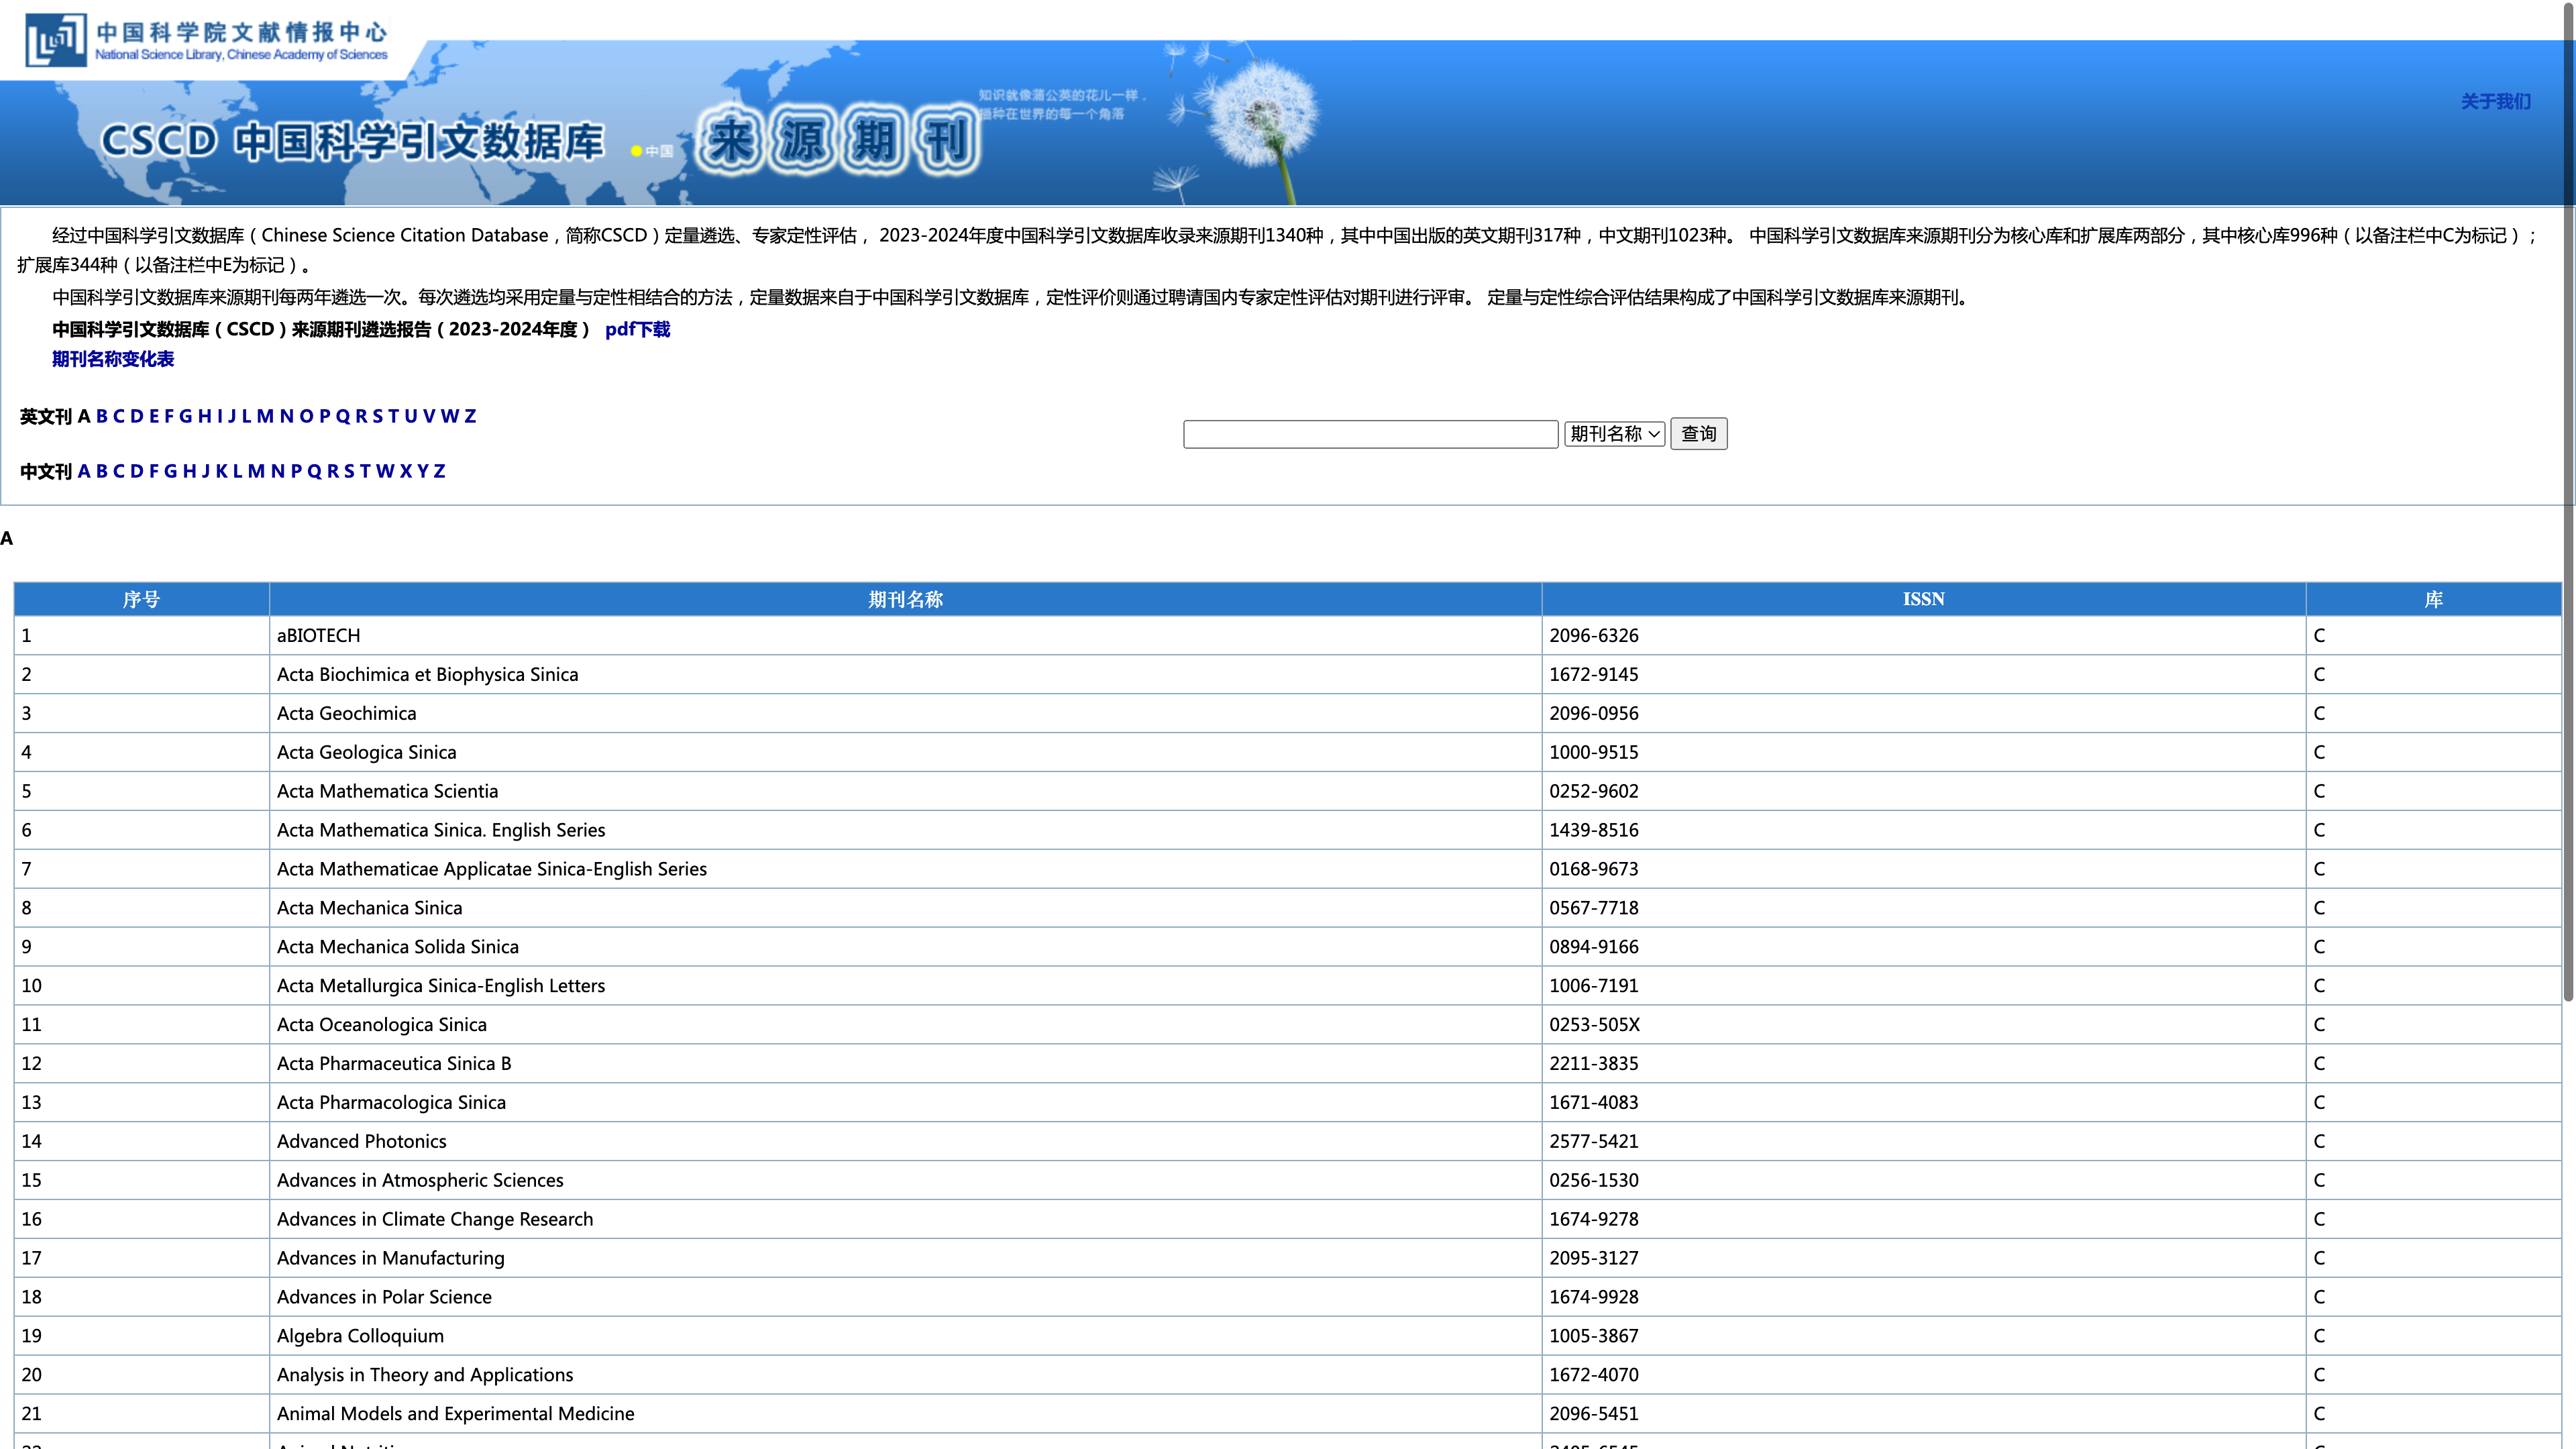 中国科学院文献情报中心
National Science Library, Chinese Academy of Sciences
知识就像蒲公英的花儿一样，
播种在世界的每一个角落
关于我们
CSCD 中国科学引文数据库 中国 来源期刊
经过中国科学引文数据库（Chinese Science Citation Database，简称CSCD）定量遴选、专家定性评估， 2023-2024年度中国科学引文数据库收录来源期刊1340种，其中中国出版的英文期刊317种，中文期刊1023种。 中国科学引文数据库来源期刊分为核心库和扩展库两部分，其中核心库996种（以备注栏中C为标记）；
扩展库344种（以备注栏中E为标记）。
中国科学引文数据库来源期刊每两年遴选一次。每次遴选均采用定量与定性相结合的方法，定量数据来自于中国科学引文数据库，定性评价则通过聘请国内专家定性评估对期刊进行评审。 定量与定性综合评估结果构成了中国科学引文数据库来源期刊。
中国科学引文数据库（CSCD）来源期刊遴选报告（2023-2024年度） pdf下载
期刊名称变化表
英文刊 A B C D E F G H I J L M N O P Q R S T U V W Z
期刊名称 查询
中文刊 A B C D F G H J K L M N P Q R S T W X Y Z
A
序号 期刊名称 ISSN 库
1 aBIOTECH 2096-6326 C
2 Acta Biochimica et Biophysica Sinica 1672-9145 C
3 Acta Geochimica 2096-0956 C
4 Acta Geologica Sinica 1000-9515 C
5 Acta Mathematica Scientia 0252-9602 C
6 Acta Mathematica Sinica. English Series 1439-8516 C
7 Acta Mathematicae Applicatae Sinica-English Series 0168-9673 C
8 Acta Mechanica Sinica 0567-7718 C
9 Acta Mechanica Solida Sinica 0894-9166 C
10 Acta Metallurgica Sinica-English Letters 1006-7191 C
11 Acta Oceanologica Sinica 0253-505X C
12 Acta Pharmaceutica Sinica B 2211-3835 C
13 Acta Pharmacologica Sinica 1671-4083 C
14 Advanced Photonics 2577-5421 C
15 Advances in Atmospheric Sciences 0256-1530 C
16 Advances in Climate Change Research 1674-9278 C
17 Advances in Manufacturing 2095-3127 C
18 Advances in Polar Science 1674-9928 C
19 Algebra Colloquium 1005-3867 C
20 Analysis in Theory and Applications 1672-4070 C
21 Animal Models and Experimental Medicine 2096-5451 C